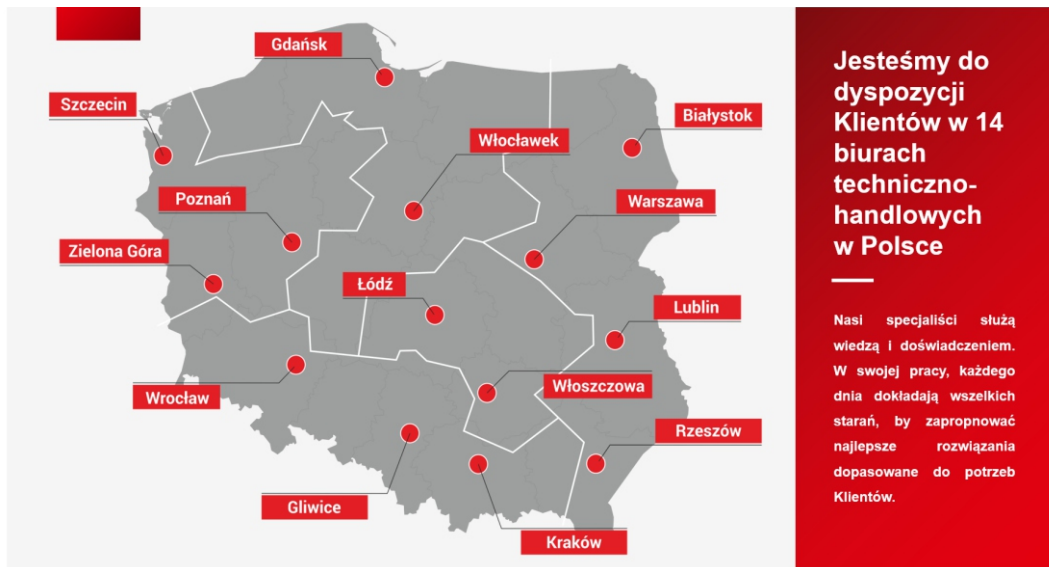 Gdańsk
Szczecin
Białystok
Włocławek
Poznań
Warszawa
Zielona Góra
Łódź
Lublin
Wrocław
Włoszczowa
Rzeszów
Gliwice
Kraków
Jesteśmy do
dyspozycji
Klientów w 14
biurach
techniczno-
handlowych
w Polsce
Nasi specjaliści służą
wiedzą i doświadczeniem.
W swojej pracy, każdego
dnia dokładają wszelkich
starań, by zapropnować
najlepsze rozwiązania
dopasowane do potrzeb
Klientów.